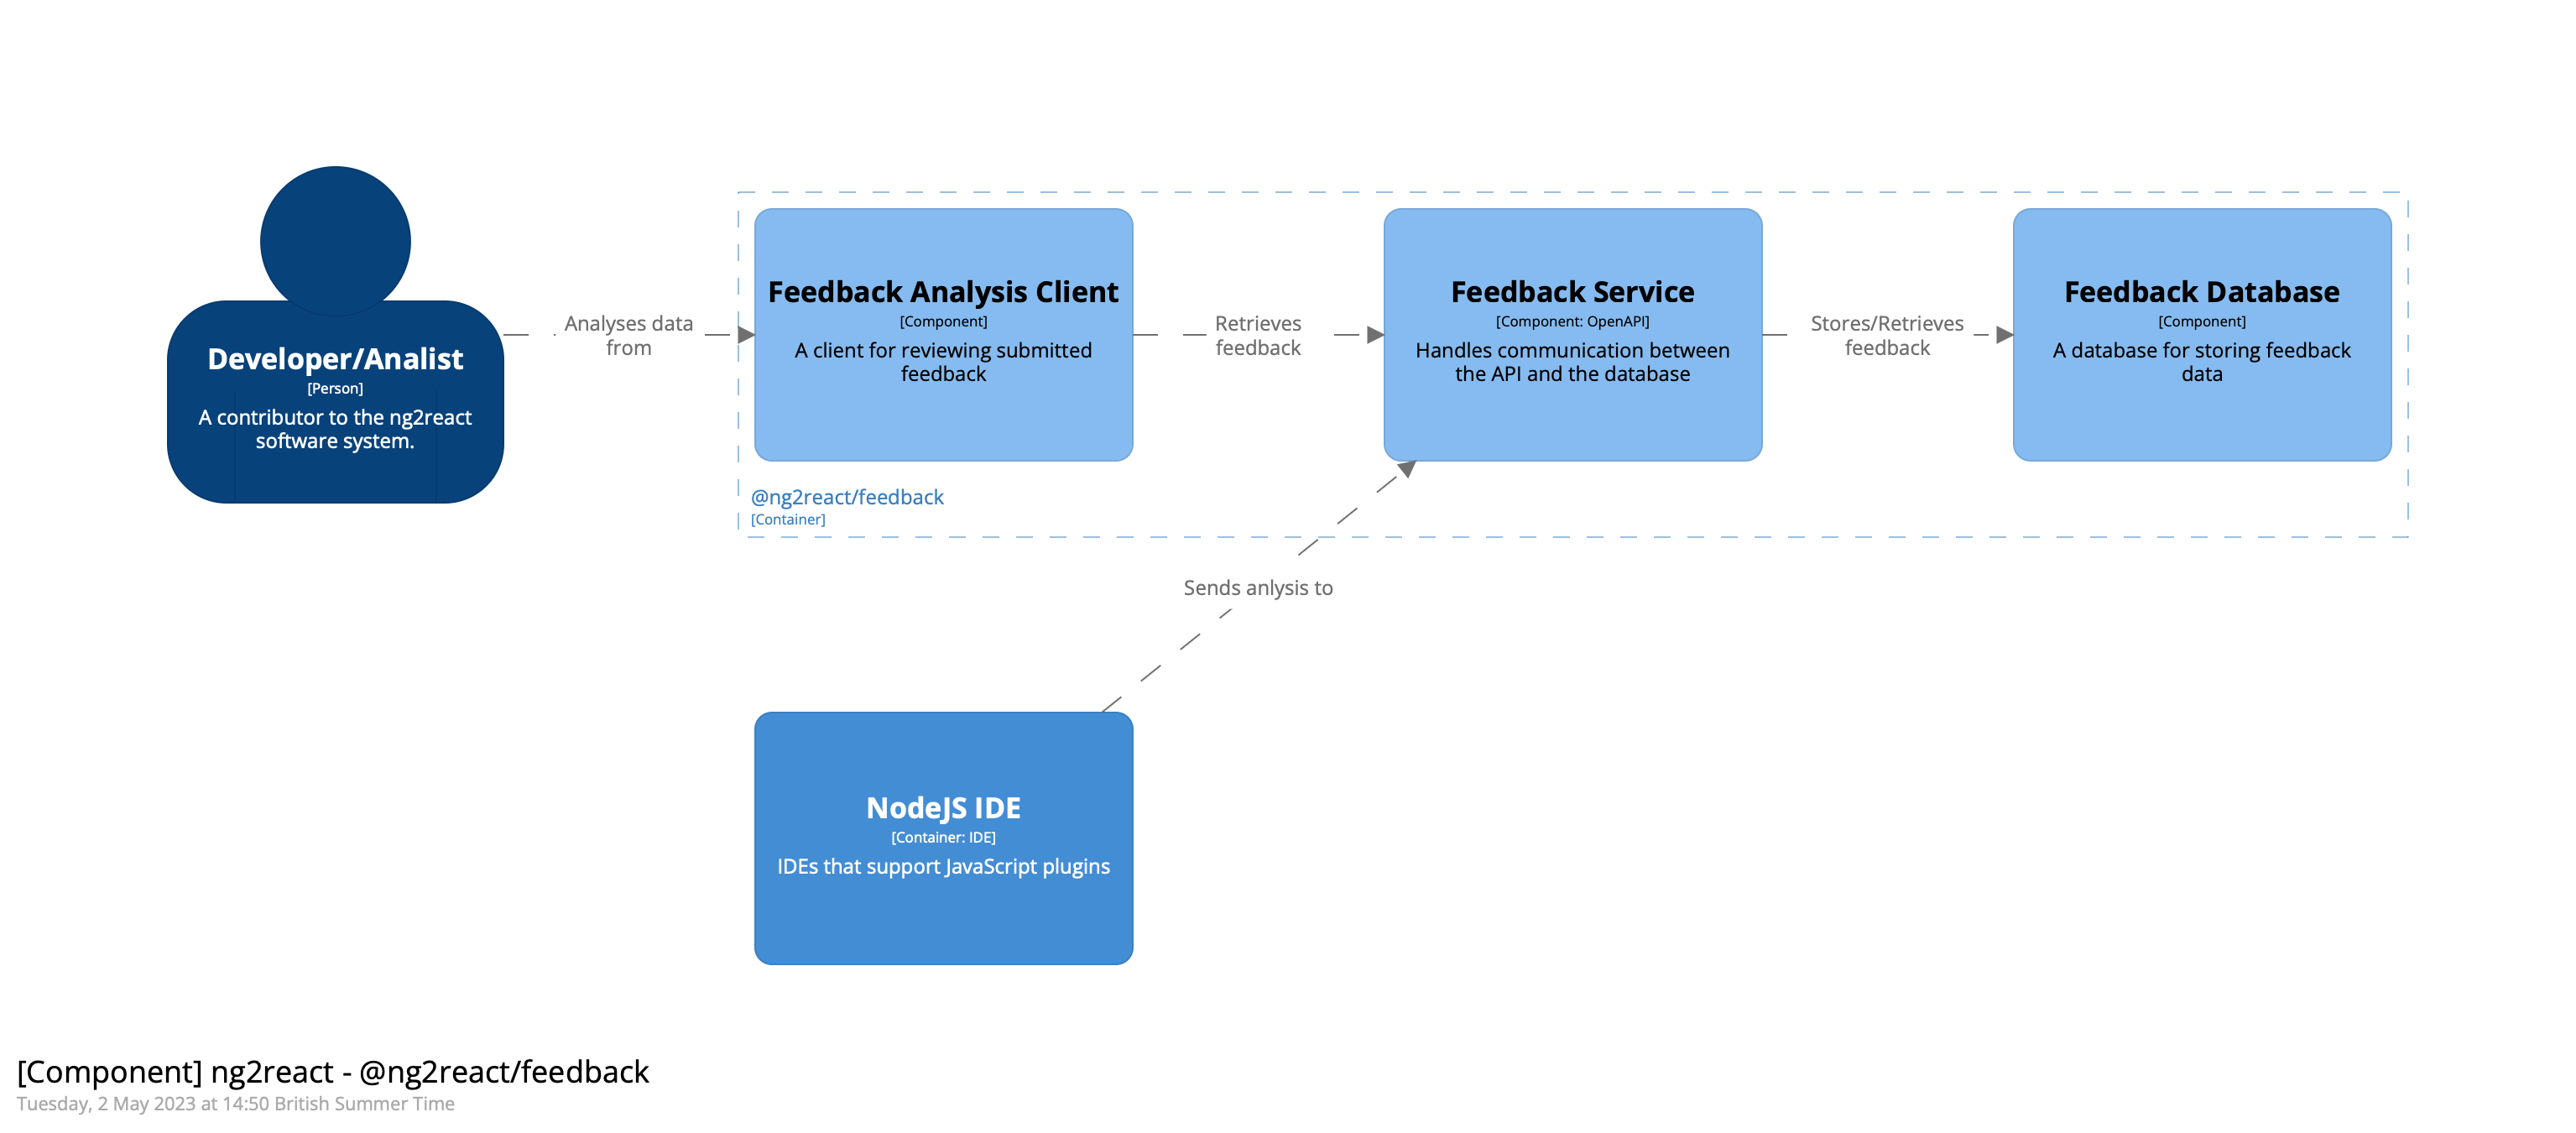 Developer/Analist
[Person]
A contributor to the ng2react
software system.
Analyses data
from
Feedback Analysis Client
[Component]
A client for reviewing submitted
feedback
Retrieves
feedback
Feedback Service
[Component: OpenAPI]
Handles communication between
the API and the database
Stores/Retrieves
feedback
Feedback Database
[Component]
A database for storing feedback
data
@ng2react/feedback
[Container]
Sends anlysis to
NodeJS IDE
[Container: IDE]
IDEs that support JavaScript plugins
[Component] ng2react - @ng2react/feedback
Tuesday, 2 May 2023 at 14:50 British Summer Time